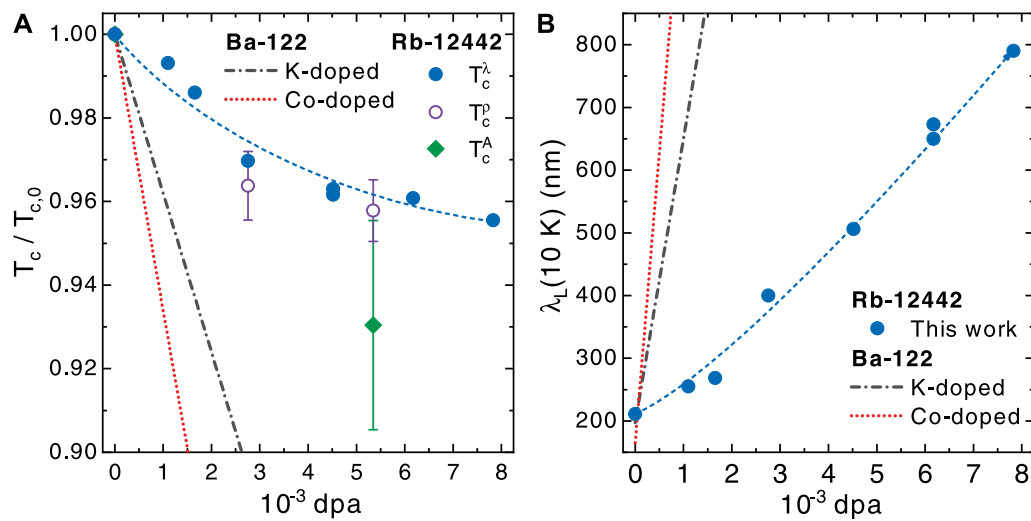 A
Ba-122
Rb-12442
K-doped
Co-doped
T_c^λ
T_c^ρ
T_c^A
1.00
0.98
0.96
0.94
0.92
0.90
T_c / T_c,0
0 1 2 3 4 5 6 7 8
10^-3 dpa
B
800
700
600
500
400
300
200
λ_L(10 K) (nm)
Rb-12442
This work
Ba-122
K-doped
Co-doped
0 1 2 3 4 5 6 7 8
10^-3 dpa